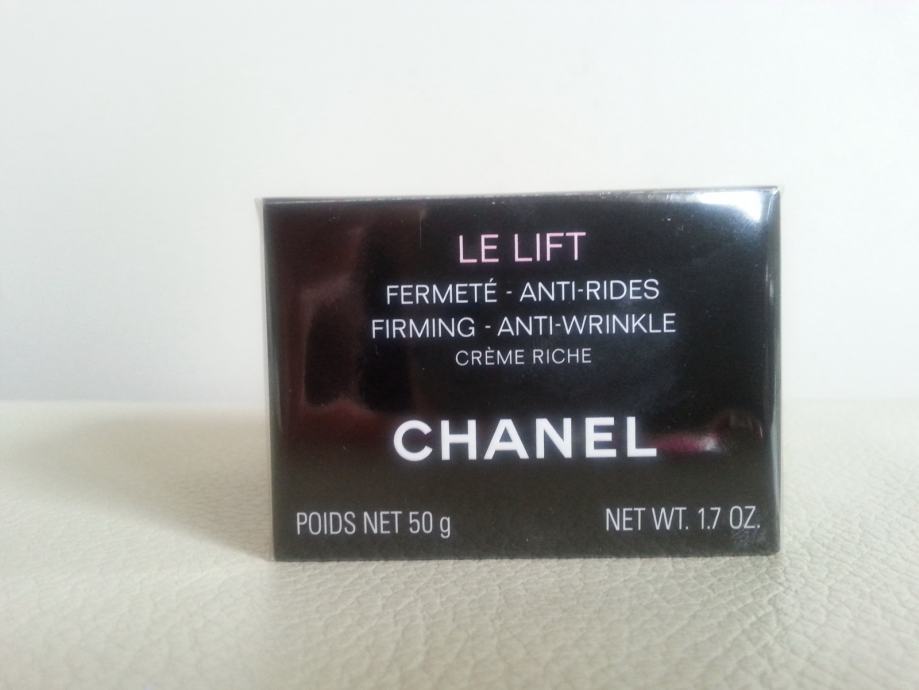 LE LIFT
FERMETÉ - ANTI-RIDES
FIRMING - ANTI-WRINKLE
CRÈME RICHE
CHANEL
POIDS NET 50 g
NET WT. 1.7 OZ.